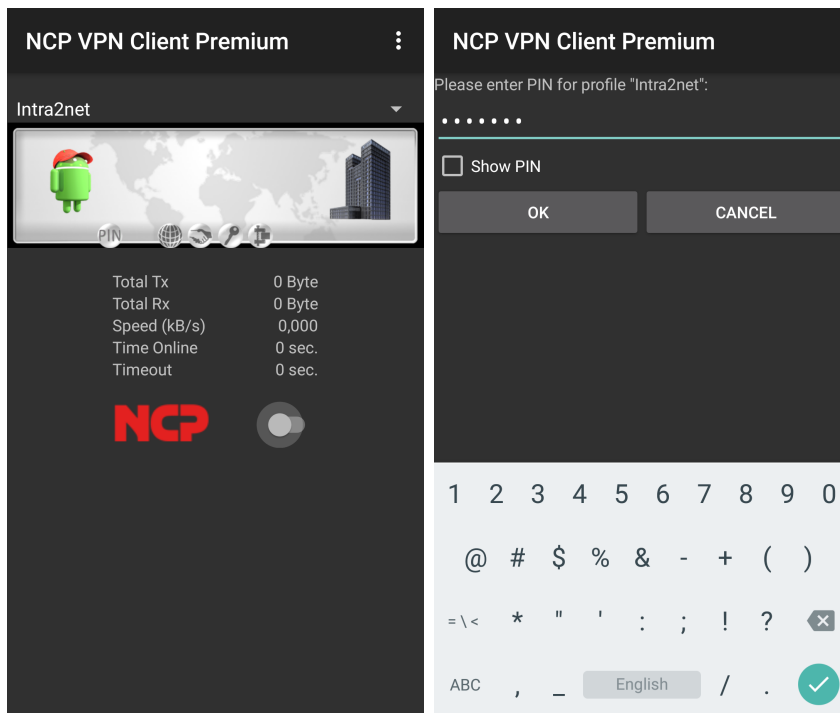 NCP VPN Client Premium
Intra2net
PIN
Total Tx 0 Byte
Total Rx 0 Byte
Speed (kB/s) 0,000
Time Online 0 sec.
Timeout 0 sec.
NCP
NCP VPN Client Premium
Please enter PIN for profile "Intra2net":
•••••••
Show PIN
OK CANCEL
1 2 3 4 5 6 7 8 9 0
@ # $ % & - + ( )
= \ < * " ' : ; ! ?
ABC , _ English / .